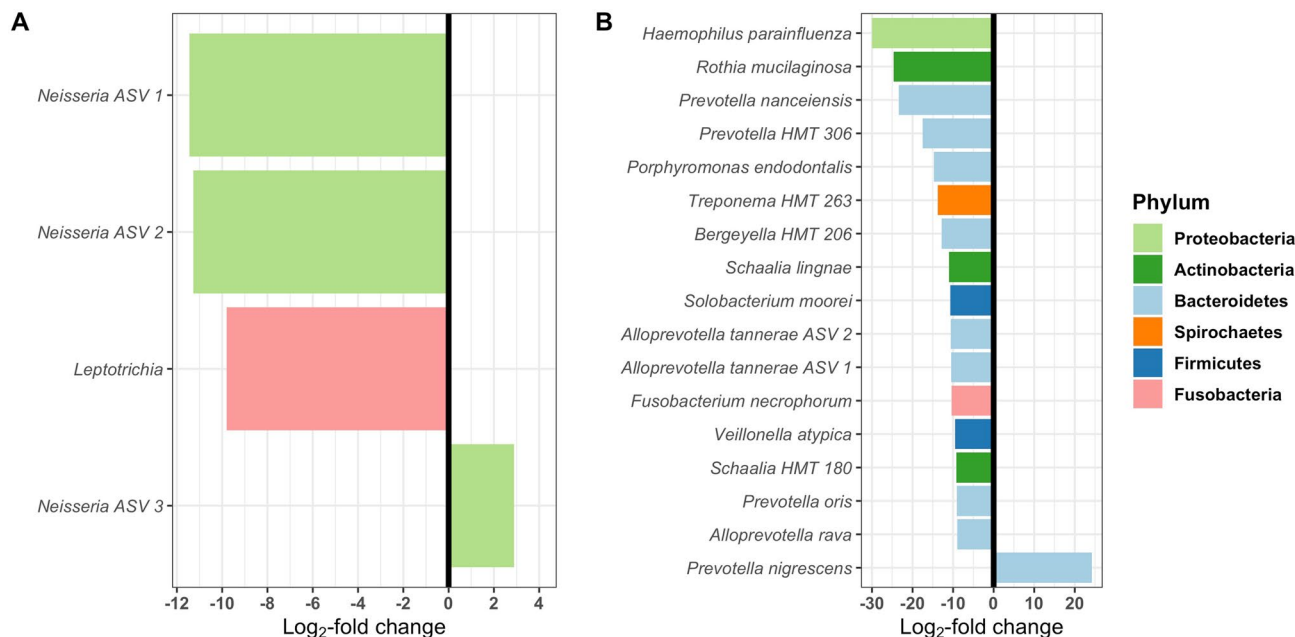 A
Neisseria ASV 1
Neisseria ASV 2
Leptotrichia
Neisseria ASV 3
-12 -10 -8 -6 -4 -2 0 2 4
Log₂-fold change
B
Haemophilus parainfluenza
Rothia mucilaginosa
Prevotella nanceiensis
Prevotella HMT 306
Porphyromonas endodontalis
Treponema HMT 263
Bergeyella HMT 206
Schaalia lingnae
Solobacterium moorei
Alloprevotella tannerae ASV 2
Alloprevotella tannerae ASV 1
Fusobacterium necrophorum
Veillonella atypica
Schaalia HMT 180
Prevotella oris
Alloprevotella rava
Prevotella nigrescens
-30 -20 -10 0 10 20
Log₂-fold change
Phylum
Proteobacteria
Actinobacteria
Bacteroidetes
Spirochaetes
Firmicutes
Fusobacteria